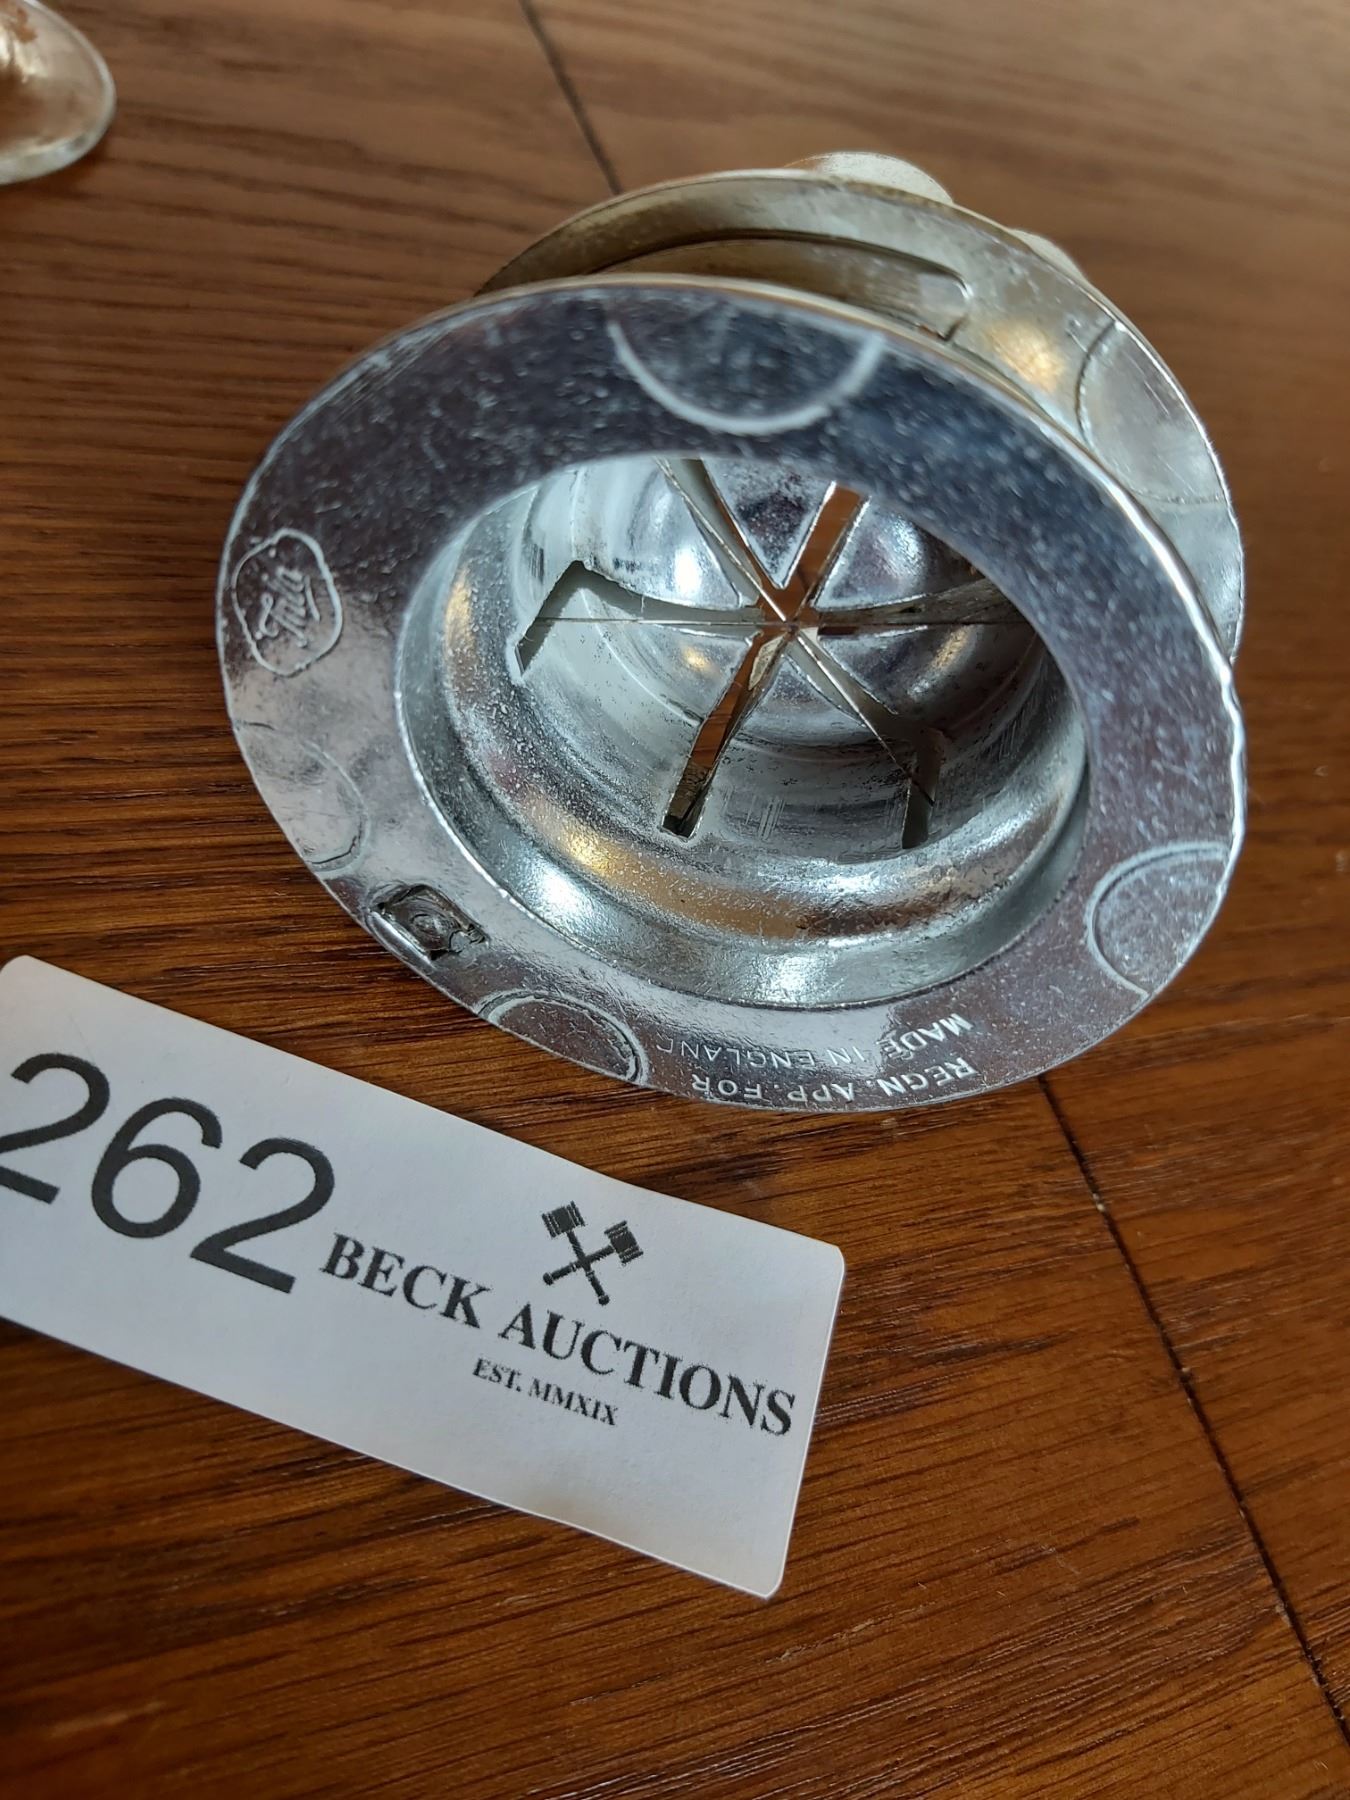 REGN. APP. FOR
MADE IN ENGLAND
262
BECK AUCTIONS
EST. MMXIX